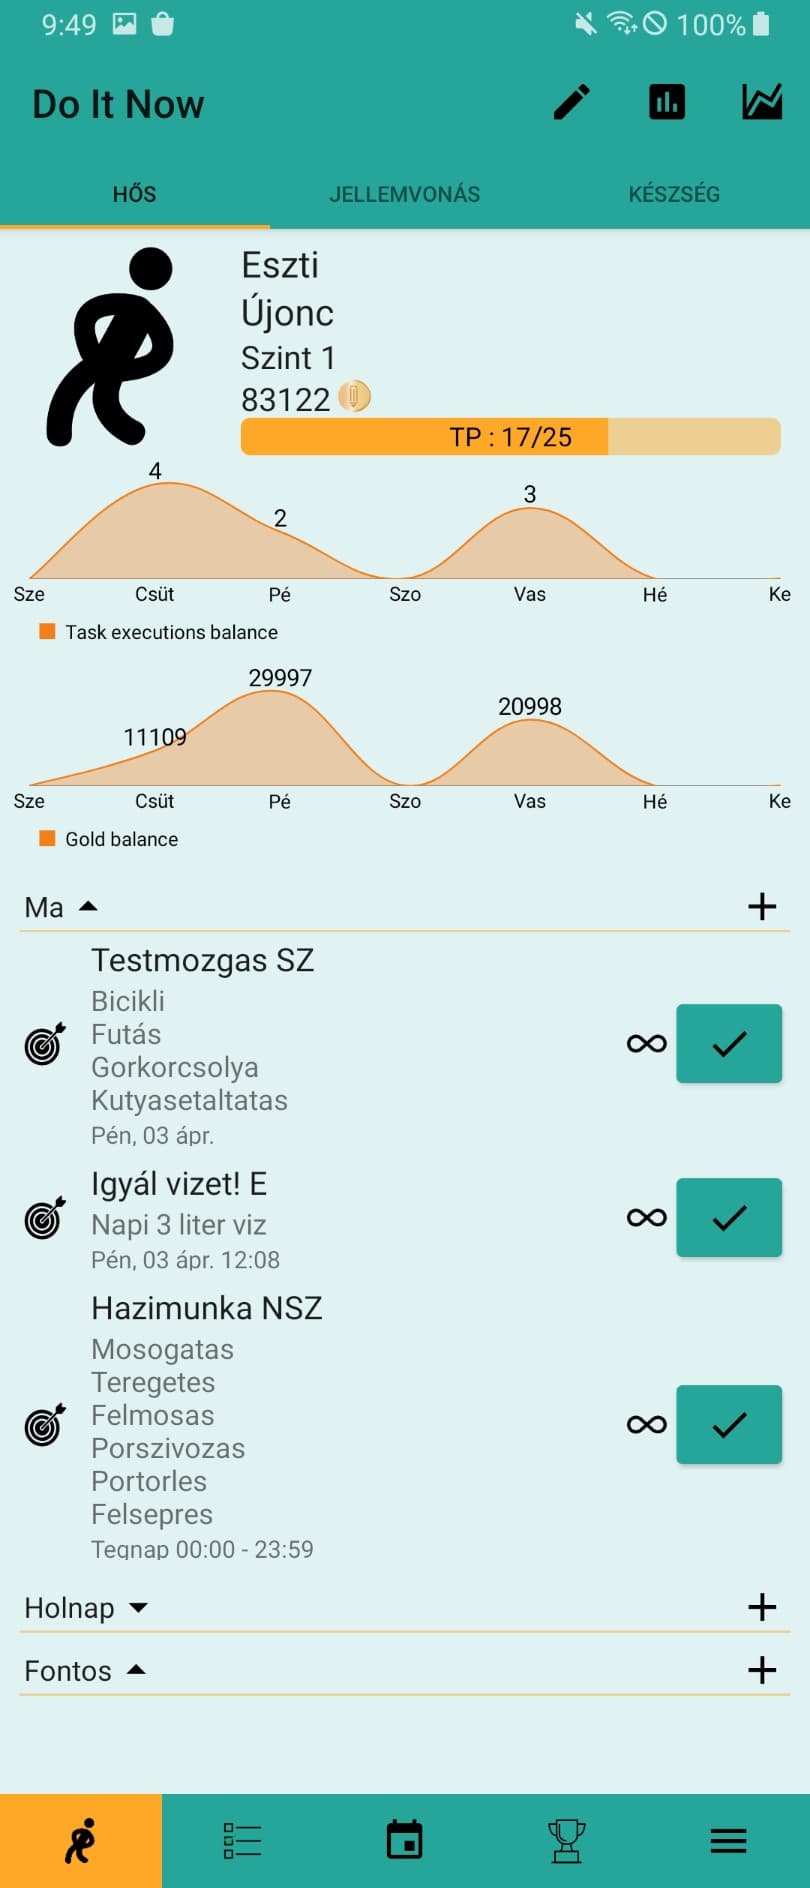 9:49
100%
Do It Now
HŐS
JELLEMVONÁS
KÉSZSÉG
Eszti
Újonc
Szint 1
83122
TP : 17/25
4
2
3
Sze Csüt Pé Szo Vas Hé Ke
Task executions balance
29997
20998
11109
Sze Csüt Pé Szo Vas Hé Ke
Gold balance
Ma
Testmozgas SZ
Bicikli
Futás
Gorkorcsolya
Kutyasetaltatas
Pén, 03 ápr.
Igyál vizet! E
Napi 3 liter viz
Pén, 03 ápr. 12:08
Hazimunka NSZ
Mosogatas
Teregetes
Felmosas
Porszivozas
Portorles
Felsepres
Tegnap 00:00 - 23:59
Holnap
Fontos